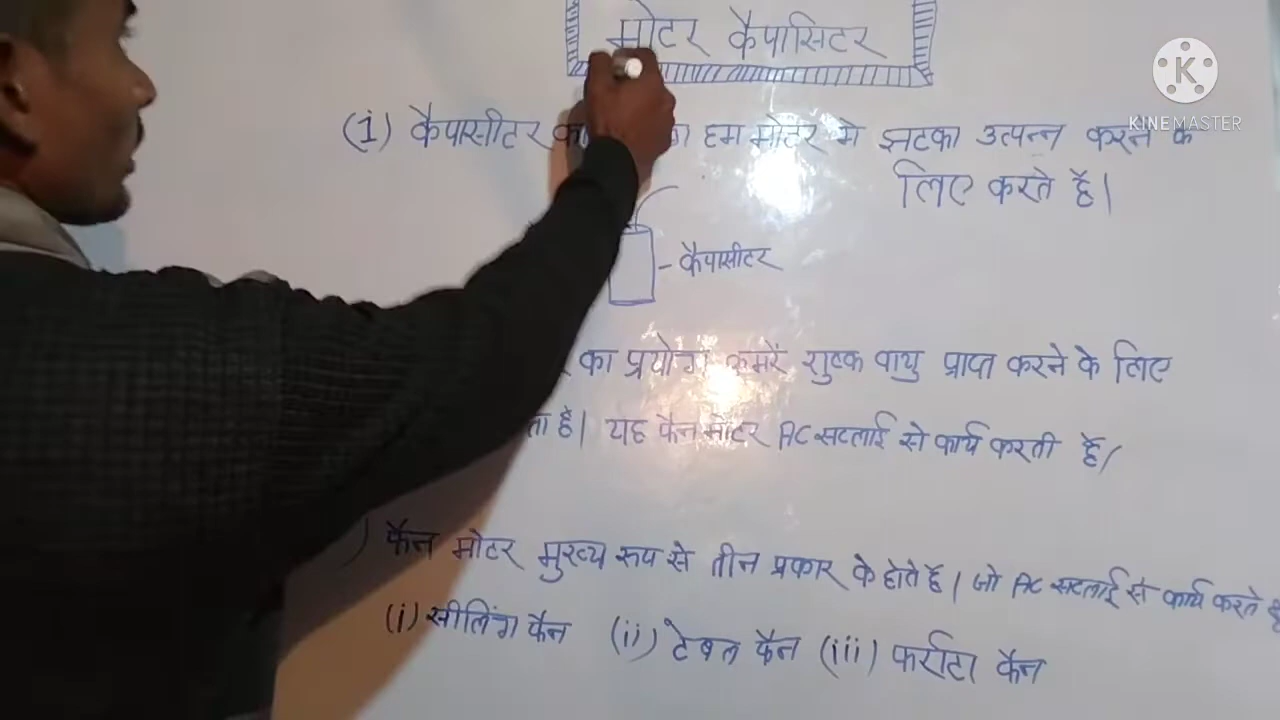 मोटर कैपासिटर
(1) कैपासीटर हम मोटर मे झटका उत्पन्न करने के
लिए करते हैं।
- कैपासीटर
का प्रयोग कमरें शुष्क वायु प्राप्त करने के लिए
ता है। यह फैन मोटर AC सप्लाई से कार्य करती हैं।
फैन मोटर मुख्य रूप से तीन प्रकार के होते हैं। जो AC सप्लाई से कार्य करते है
(i) सीलिंग फैन (ii) टेबल फैन (iii) फर्राटा फैन
K
KINEMASTER